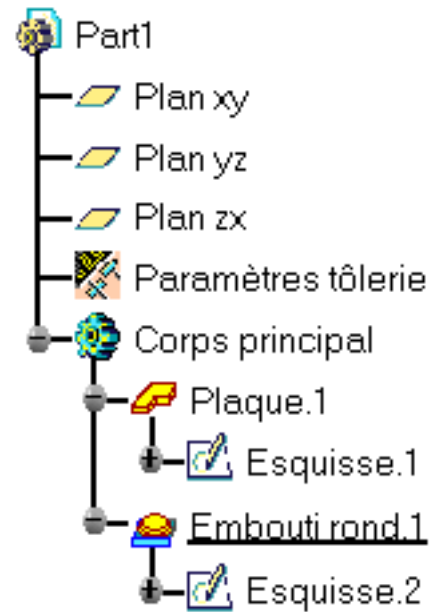 Part1
Plan xy
Plan yz
Plan zx
Paramètres tôlerie
Corps principal
Plaque.1
Esquisse.1
Embouti rond.1
Esquisse.2